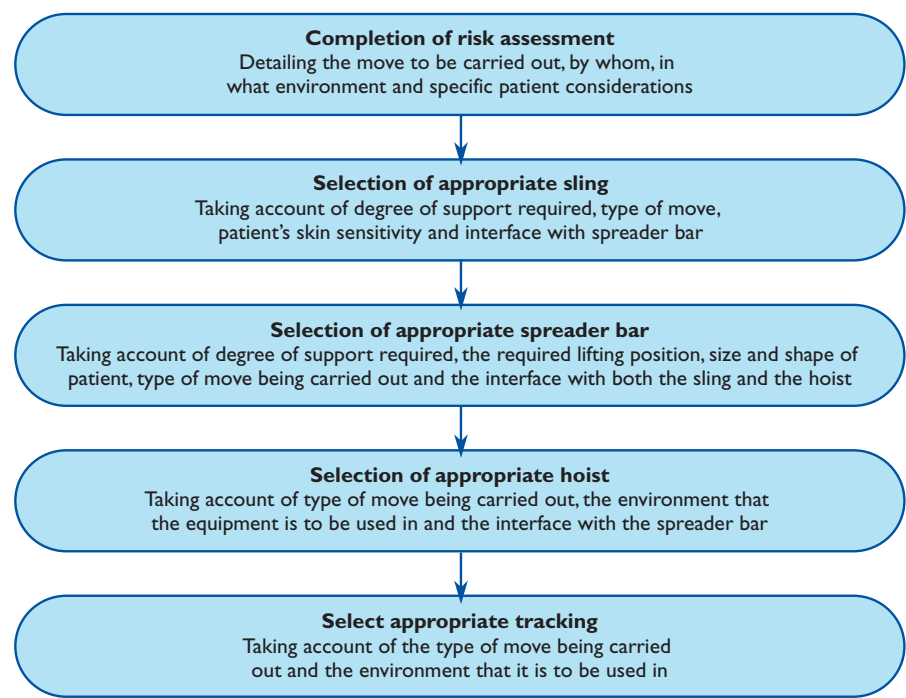 Completion of risk assessment
Detailing the move to be carried out, by whom, in
what environment and specific patient considerations
Selection of appropriate sling
Taking account of degree of support required, type of move,
patient's skin sensitivity and interface with spreader bar
Selection of appropriate spreader bar
Taking account of degree of support required, the required lifting position, size and shape of
patient, type of move being carried out and the interface with both the sling and the hoist
Selection of appropriate hoist
Taking account of type of move being carried out, the environment that
the equipment is to be used in and the interface with the spreader bar
Select appropriate tracking
Taking account of the type of move being carried
out and the environment that it is to be used in